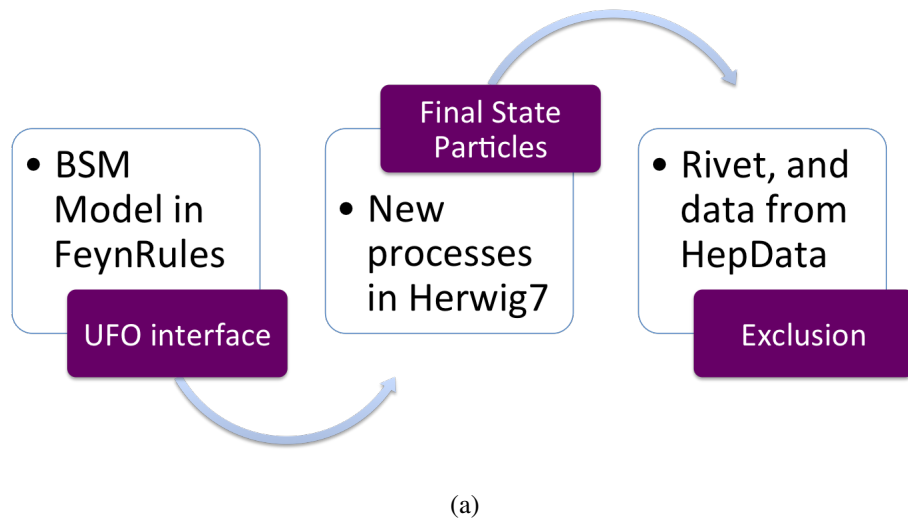 • BSM
Model in
FeynRules
UFO interface
Final State
Particles
• New
processes
in Herwig7
• Rivet, and
data from
HepData
Exclusion
(a)